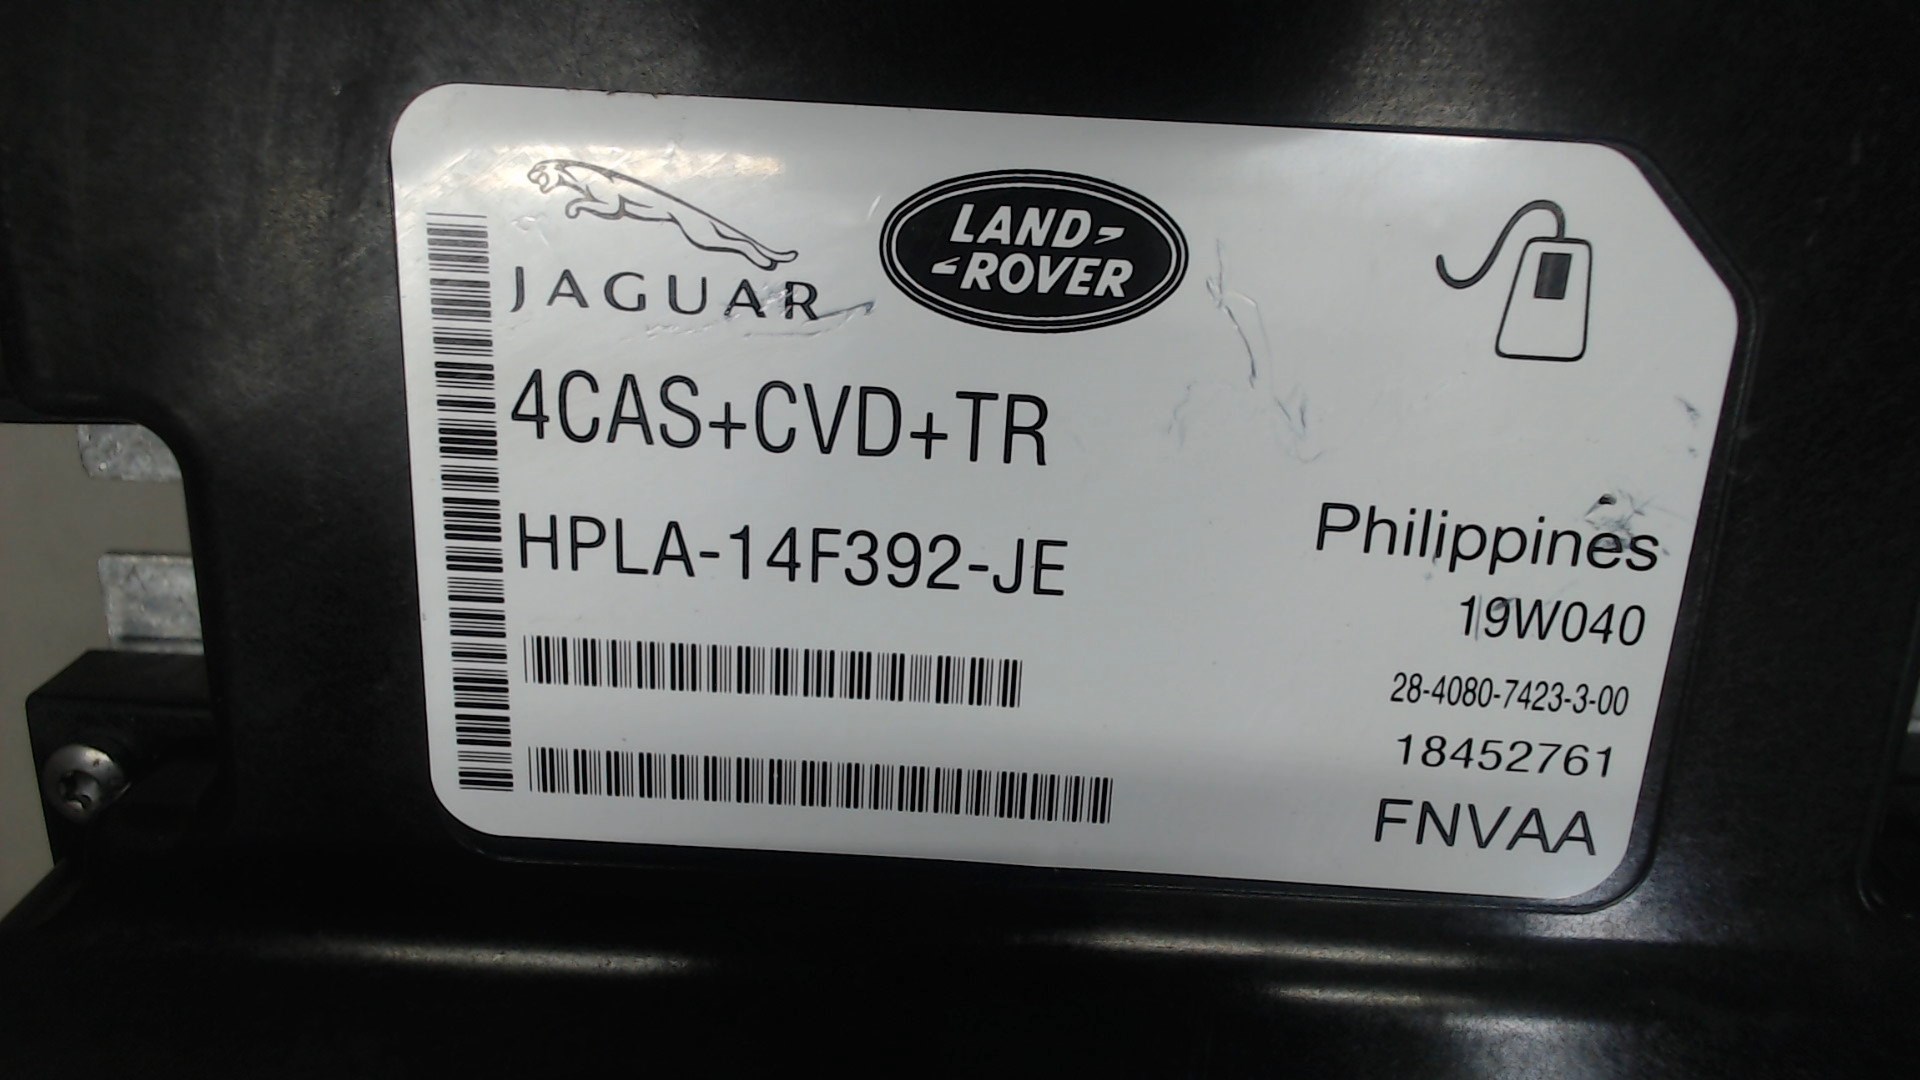 JAGUAR
LAND-
-ROVER
4CAS+CVD+TR
HPLA-14F392-JE
Philippines
19W040
28-4080-7423-3-00
18452761
FNVAA